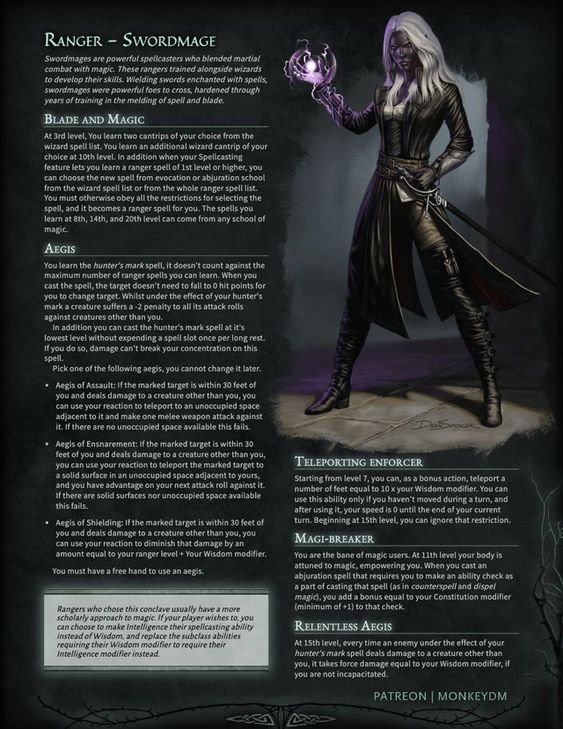 Ranger – Swordmage
Swordmages are powerful spellcasters who blended martial
combat with magic. These rangers trained alongside wizards
to develop their skills. Wielding swords enchanted with spells,
swordmages were powerful foes to cross, hardened through
years of training in the melding of spell and blade.
Blade and Magic
At 3rd level, You learn two cantrips of your choice from the
wizard spell list. You learn an additional wizard cantrip of your
choice at 10th level. In addition when your Spellcasting
feature lets you learn a ranger spell of 1st level or higher, you
can choose the new spell from evocation or abjuration school
from the wizard spell list or from the whole ranger spell list.
You must otherwise obey all the restrictions for selecting the
spell, and it becomes a ranger spell for you. The spells you
learn at 8th, 14th, and 20th level can come from any school of
magic.
Aegis
You learn the hunter's mark spell, it doesn't count against the
maximum number of ranger spells you can learn. When you
cast the spell, the target doesn't need to fall to 0 hit points for
you to change target. Whilst under the effect of your hunter's
mark a creature suffers a -2 penalty to all its attack rolls
against creatures other than you.
In addition you can cast the hunter's mark spell at it's
lowest level without expending a spell slot once per long rest.
If you do so, damage can't break your concentration on this
spell.
Pick one of the following aegis, you cannot change it later.
• Aegis of Assault: If the marked target is within 30 feet of
you and deals damage to a creature other than you, you
can use your reaction to teleport to an unoccupied space
adjacent to it and make one melee weapon attack against
it. If there are no unoccupied space available this fails.
• Aegis of Ensnarement: If the marked target is within 30
feet of you and deals damage to a creature other than you,
you can use your reaction to teleport the marked target to
a solid surface in an unoccupied space adjacent to yours,
and you have advantage on your next attack roll against it.
If there are solid surfaces nor unoccupied space available
this fails.
• Aegis of Shielding: If the marked target is within 30 feet of
you and deals damage to a creature other than you, you
can use your reaction to diminish that damage by an
amount equal to your ranger level + Your Wisdom modifier.
You must have a free hand to use an aegis.
Rangers who chose this conclave usually have a more
scholarly approach to magic. If your player wishes to, you
can choose to make Intelligence their spellcasting ability
instead of Wisdom, and replace the subclass abilities
requiring their Wisdom modifier to require their
Intelligence modifier instead.
Teleporting enforcer
Starting from level 7, you can, as a bonus action, teleport a
number of feet equal to 10 x your Wisdom modifier. You can
use this ability only if you haven't moved during a turn, and
after using it, your speed is 0 until the end of your current
turn. Beginning at 15th level, you can ignore that restriction.
Magi-breaker
You are the bane of magic users. At 11th level your body is
attuned to magic, empowering you. When you cast an
abjuration spell that requires you to make an ability check as
a part of casting that spell (as in counterspell and dispel
magic), you add a bonus equal to your Constitution modifier
(minimum of +1) to that check.
Relentless Aegis
At 15th level, every time an enemy under the effect of your
hunter's mark spell deals damage to a creature other than
you, it takes force damage equal to your Wisdom modifier, if
you are not incapacitated.
PATREON | MONKEYDM